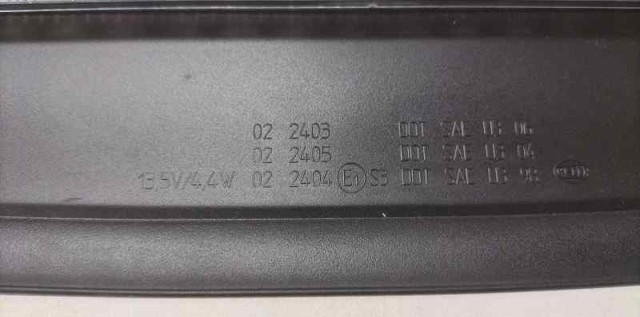 02 2403 DOT SAE U3 06
02 2405 DOT SAE U3 04
13,5V/4,4W 02 2404 E1 S3 DOT SAE U3 98